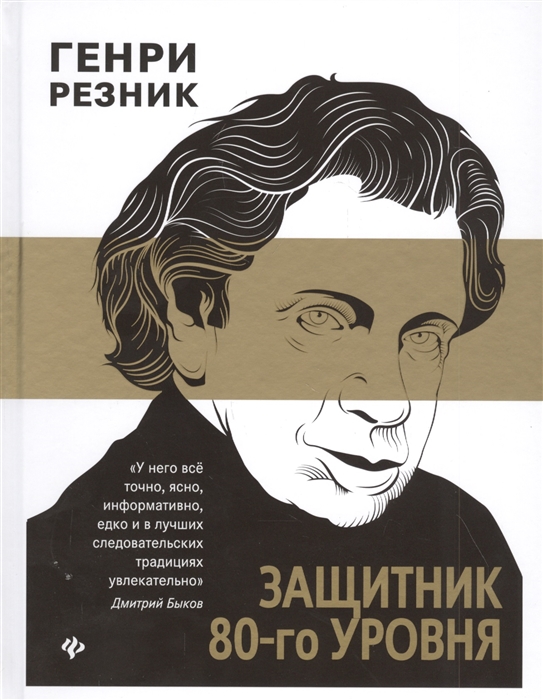 ГЕНРИ
РЕЗНИК
«У него всё
точно, ясно,
информативно,
едко и в лучших
следовательских
традициях
увлекательно»
Дмитрий Быков
ЗАЩИТНИК
80-го УРОВНЯ